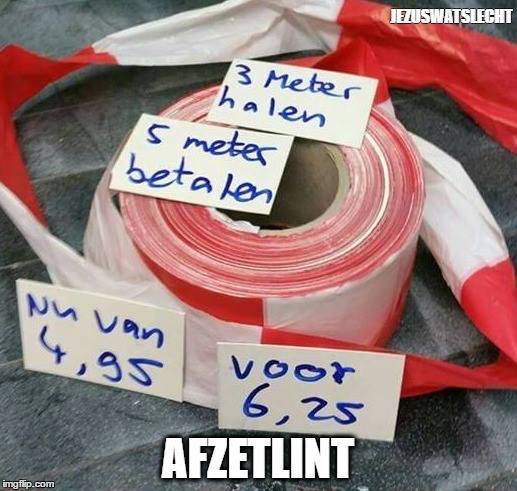 JEZUSWATSLECHT
3 Meter
halen
5 meter
betalen
Nu van
4,95
voor
6,25
AFZETLINT
imgflip.com